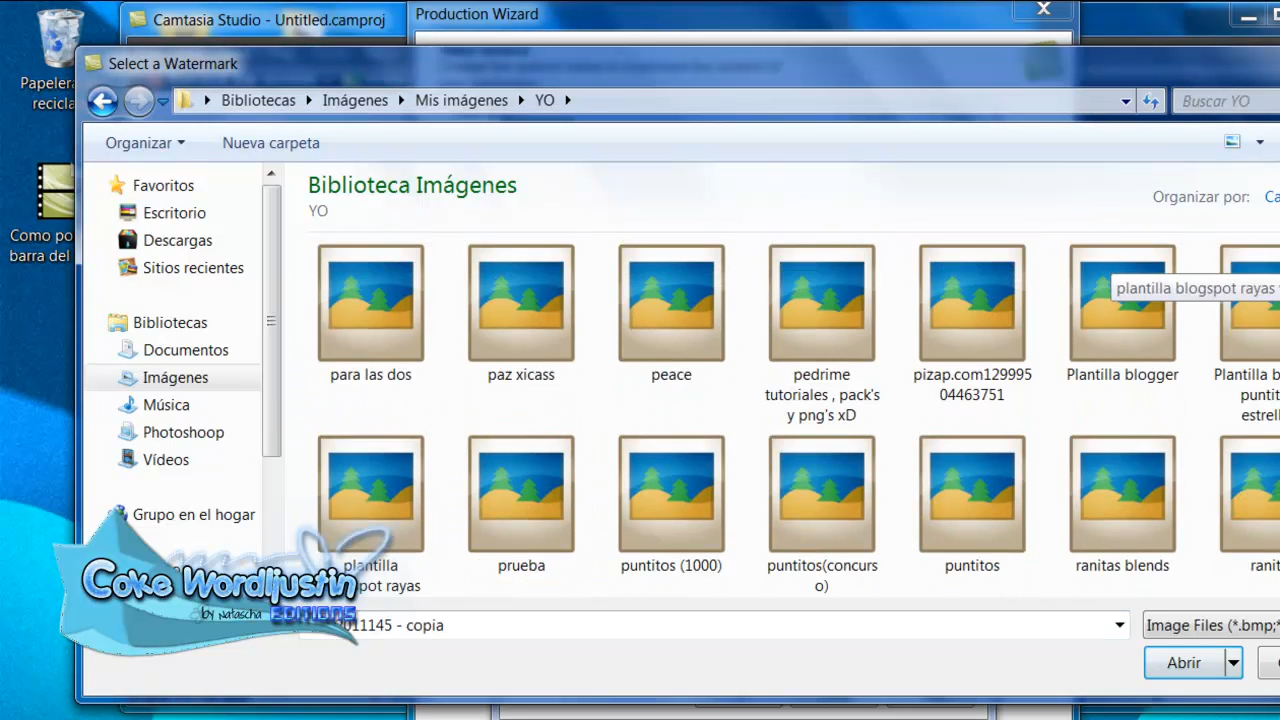 Camtasia Studio - Untitled.camproj
Production Wizard
Papelera
recicla
Select a Watermark
Bibliotecas
Imágenes
Mis imágenes
YO
Buscar YO
Organizar
Nueva carpeta
Favoritos
Escritorio
Descargas
Sitios recientes
Bibliotecas
Documentos
Imágenes
Música
Photoshoop
Vídeos
Grupo en el hogar
Como po
barra del
Biblioteca Imágenes
YO
Organizar por:
Ca
plantilla blogspot rayas
para las dos
paz xicass
peace
pedrime
tutoriales , pack's
y png's xD
pizap.com129995
04463751
Plantilla blogger
Plantilla b
puntit
estrell
plantilla
pot rayas
prueba
puntitos (1000)
puntitos(concurs
o)
puntitos
ranitas blends
ranit
Coke Wordljustin
by Natascha EDITIONS
011145 - copia
Image Files (*.bmp;*
Abrir